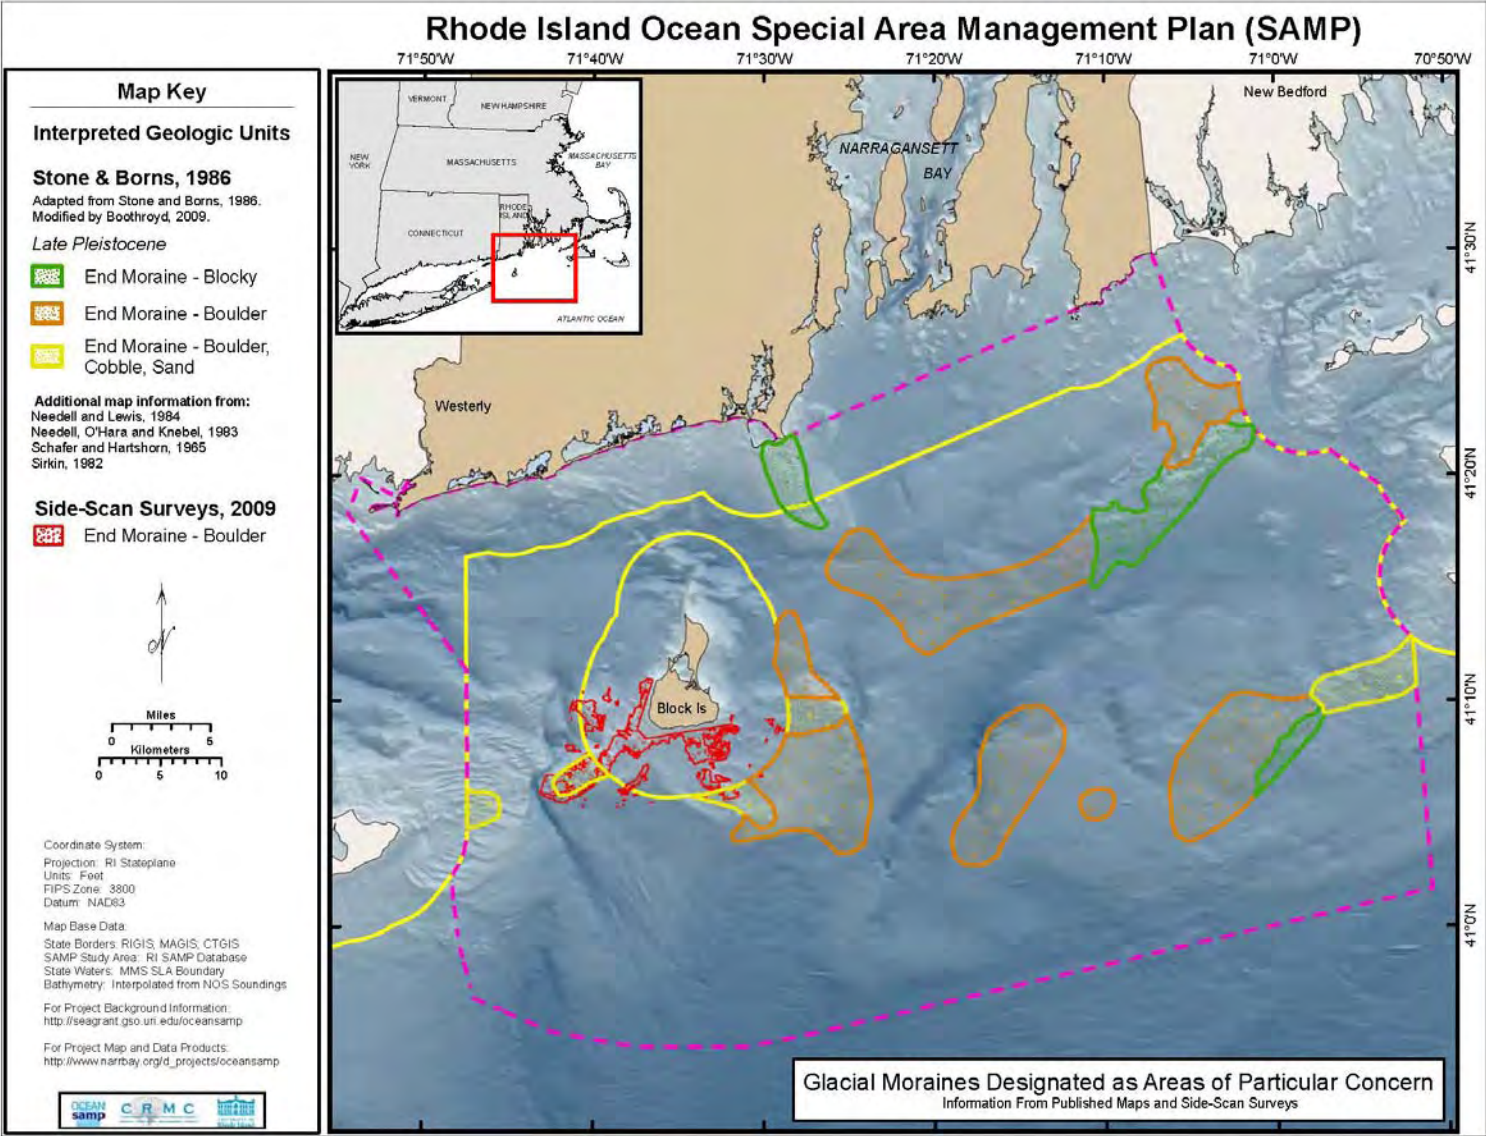 Rhode Island Ocean Special Area Management Plan (SAMP)
71°50'W 71°40'W 71°30'W 71°20'W 71°10'W 71°0'W 70°50'W
Map Key
Interpreted Geologic Units
Stone & Borns, 1986
Adapted from Stone and Borns, 1986.
Modified by Boothroyd, 2009.
Late Pleistocene
End Moraine - Blocky
End Moraine - Boulder
End Moraine - Boulder,
Cobble, Sand
Additional map information from:
Needell and Lewis, 1984
Needell, O'Hara and Knebel, 1983
Schafer and Hartshorn, 1965
Sirkin, 1982
Side-Scan Surveys, 2009
End Moraine - Boulder
N
Miles
0 5
Kilometers
0 5 10
Coordinate System:
Projection: RI Stateplane
Units: Feet
FIPS Zone: 3800
Datum: NAD83
Map Base Data:
State Borders: RIGIS, MAGIS, CTGIS
SAMP Study Area: RI SAMP Database
State Waters: MMS SLA Boundary
Bathymetry: Interpolated from NOS Soundings
For Project Background Information:
http://seagrant.gso.uri.edu/oceansamp
For Project Map and Data Products:
http://www.narrbay.org/d_projects/oceansamp
OCEAN
samp
CRMC
VERMONT
NEW HAMPSHIRE
NEW
YORK
MASSACHUSETTS
MASSACHUSETTS
BAY
RHODE
ISLAND
CONNECTICUT
ATLANTIC OCEAN
New Bedford
NARRAGANSETT
BAY
Westerly
Block Is
41°30'N
41°20'N
41°10'N
41°0'N
Glacial Moraines Designated as Areas of Particular Concern
Information From Published Maps and Side-Scan Surveys